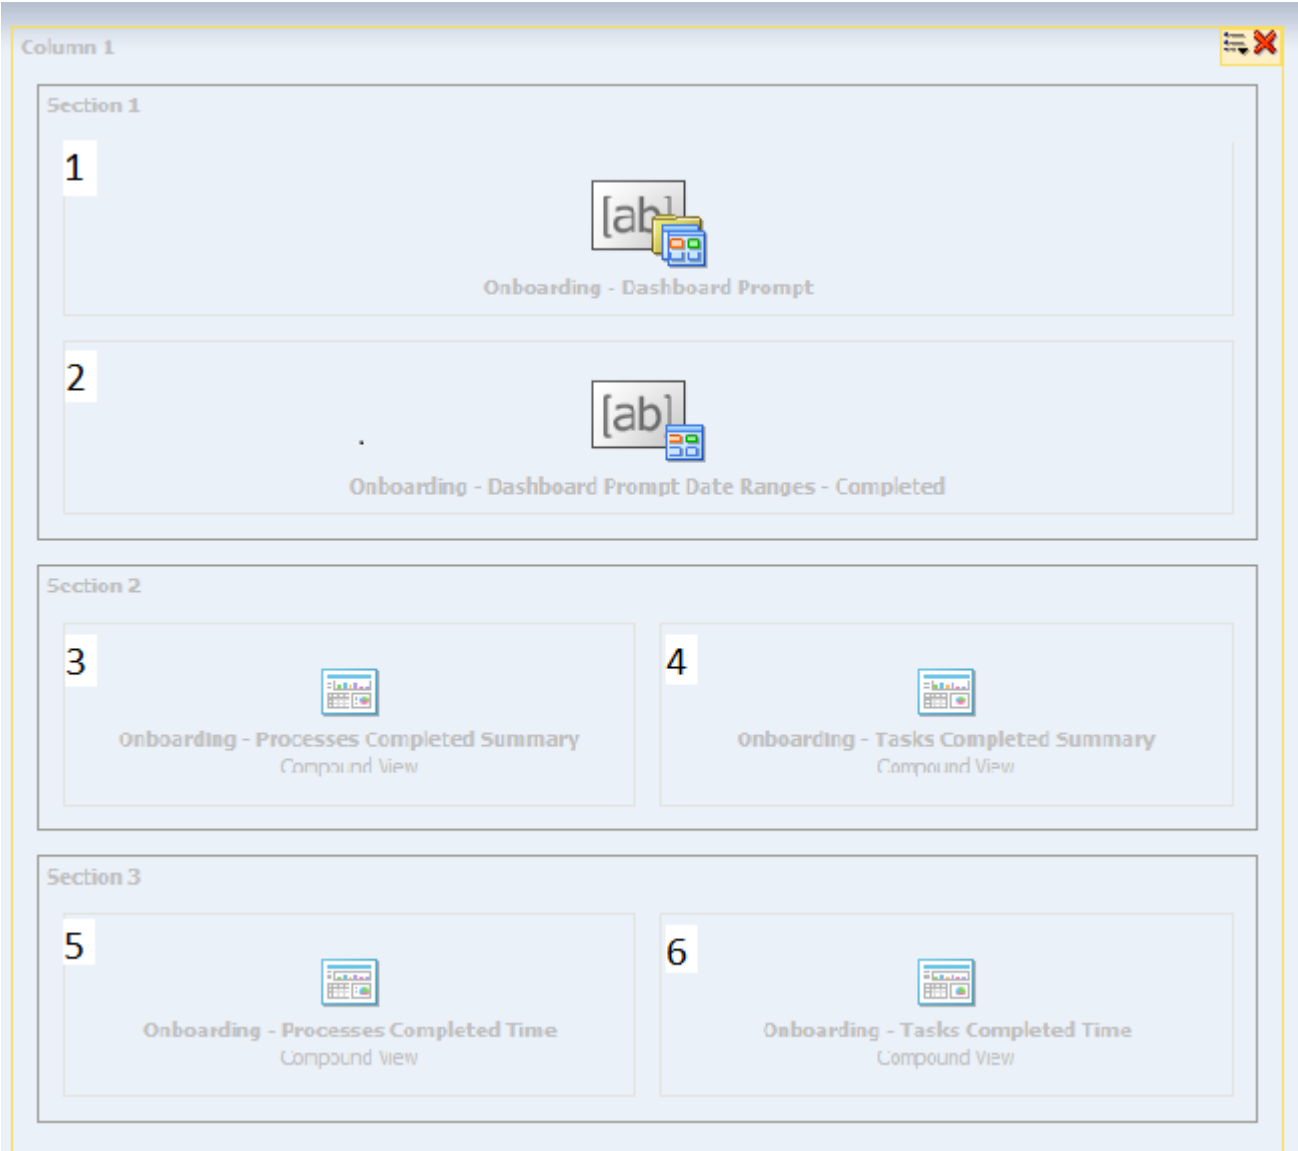 Column 1
Section 1
1
[ab]
Onboarding - Dashboard Prompt
2
[ab]
Onboarding - Dashboard Prompt Date Ranges - Completed
Section 2
3
4
Onboarding - Processes Completed Summary
Compound View
Onboarding - Tasks Completed Summary
Compound View
Section 3
5
6
Onboarding - Processes Completed Time
Compound View
Onboarding - Tasks Completed Time
Compound View